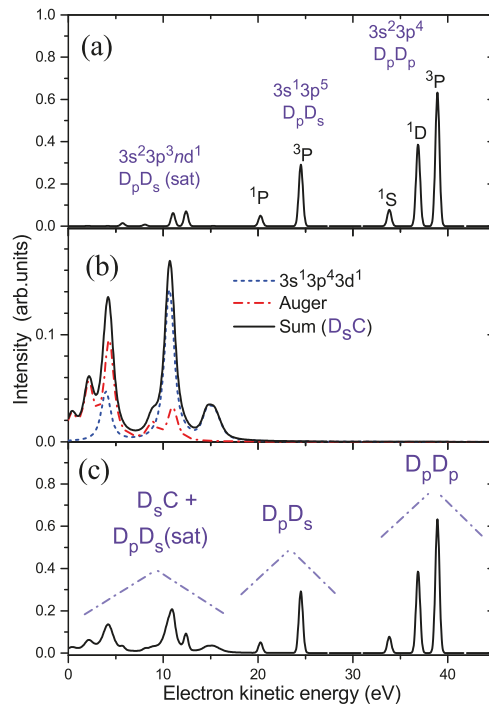 1.0
(a)
3s²3p⁴
DₚDₚ
0.8
3s¹3p⁵
DₚDₛ
³P
0.6
3s²3p³nd¹
DₚDₛ (sat)
³P
¹D
0.4
¹P
¹S
0.2
0.0
(b)
3s¹3p⁴3d¹
Auger
Sum (DₛC)
0.1
0.0
Intensity (arb.units)
(c)
DₚDₚ
0.8
DₛC +
DₚDₛ(sat)
DₚDₛ
0.6
0.4
0.2
0.0
0 10 20 30 40
Electron kinetic energy (eV)